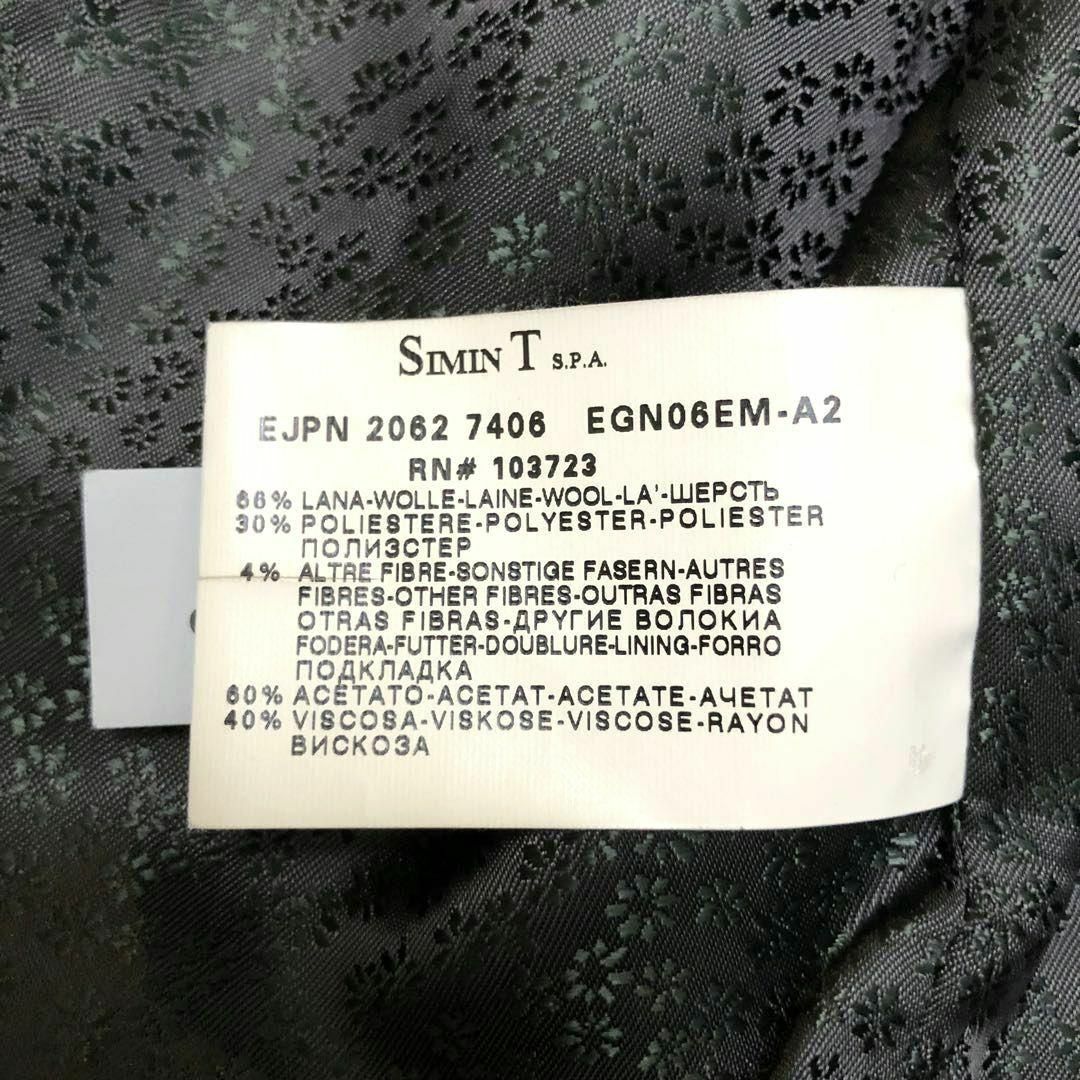 SIMIN T S.P.A.
EJPN 2062 7406 EGN06EM-A2
RN# 103723
66% LANA-WOLLE-LAINE-WOOL-LA'-ШЕРСТЬ
30% POLIESTERE-POLYESTER-POLIESTER
ПОЛИЗСТЕР
4% ALTRE FIBRE-SONSTIGE FASERN-AUTRES
FIBRES-OTHER FIBRES-OUTRAS FIBRAS
OTRAS FIBRAS-ДРУГИЕ ВОЛОКИА
FODERA-FUTTER-DOUBLURE-LINING-FORRO
ПОДКЛАДКА
60% ACETATO-ACETAT-ACETATE-АЧЕТАТ
40% VISCOSA-VISKOSE-VISCOSE-RAYON
ВИСКОЗА